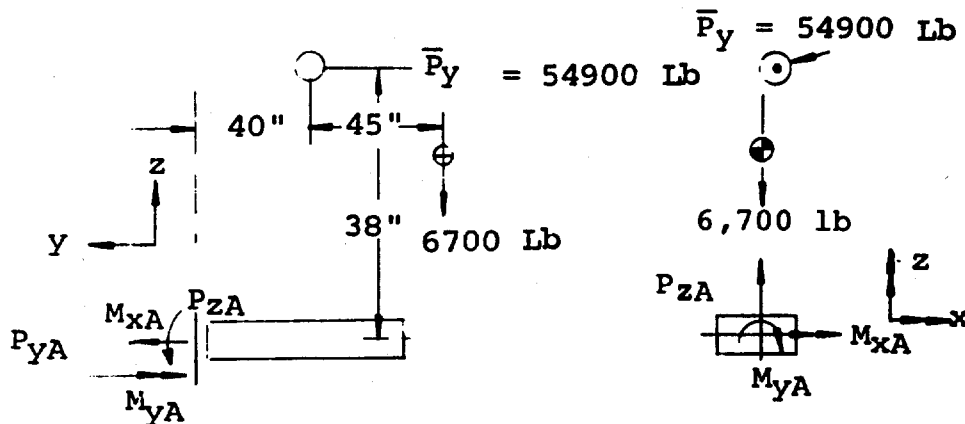 P̅y = 54900 Lb
P̅y = 54900 Lb
40"
45"
z
y
38"
6700 Lb
6,700 lb
PzA
MxA
PyA
MyA
PzA
z
x
MxA
MyA